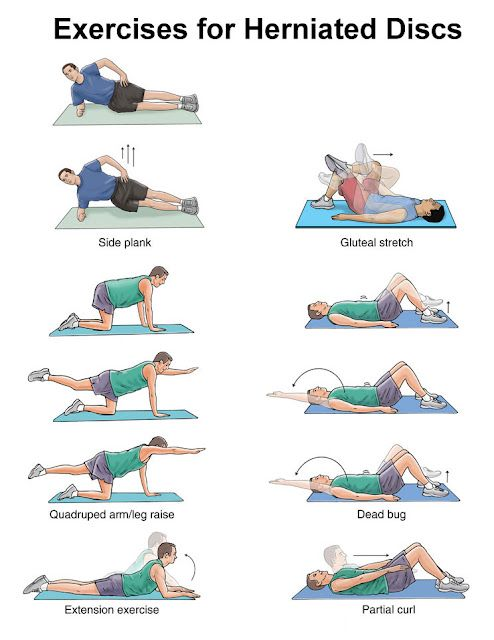 Exercises for Herniated Discs
Side plank
Gluteal stretch
Quadruped arm/leg raise
Dead bug
Extension exercise
Partial curl